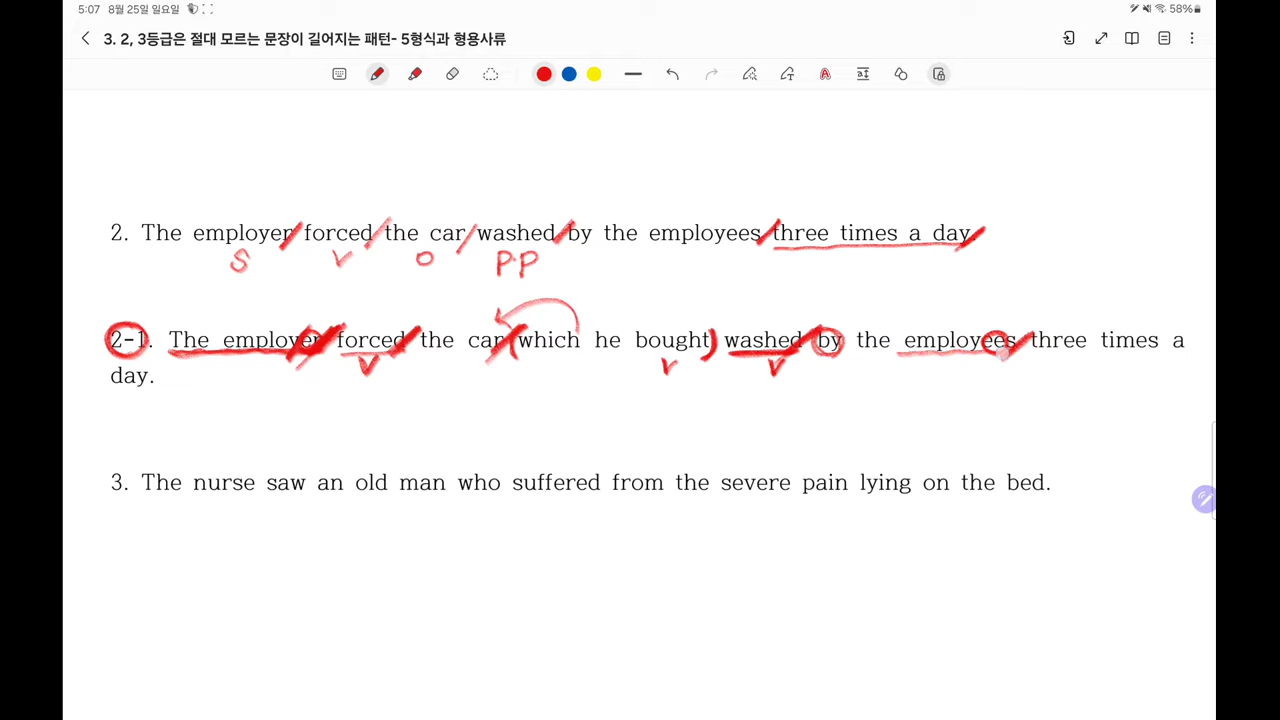 5:07 8월 25일 일요일 58%
3. 2, 3등급은 절대 모르는 문장이 길어지는 패턴- 5형식과 형용사류
2. The employer forced the car washed by the employees three times a day.
S V O P.P
2-1. The employer forced the car which he bought washed by the employees three times a
V V V
day.
3. The nurse saw an old man who suffered from the severe pain lying on the bed.